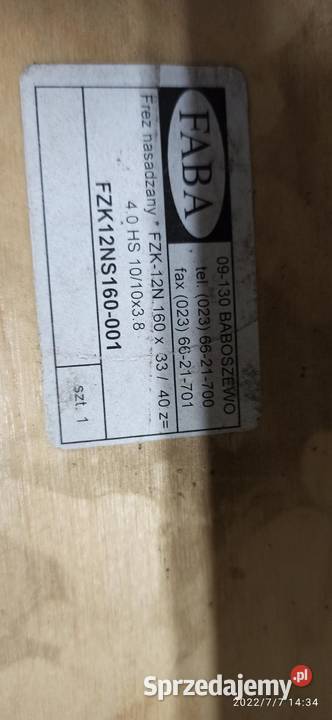 FABA
09-130 BABOSZEWO
tel. (023) 66-21-700
fax (023) 66-21-701
Frez nasadzany * FZK-12N 160 x 33 / 40 z=
4.0 HS 10/10x3.8
FZK12NS160-001
szt. 1
2022/7/7 14:34
Sprzedajemy.pl